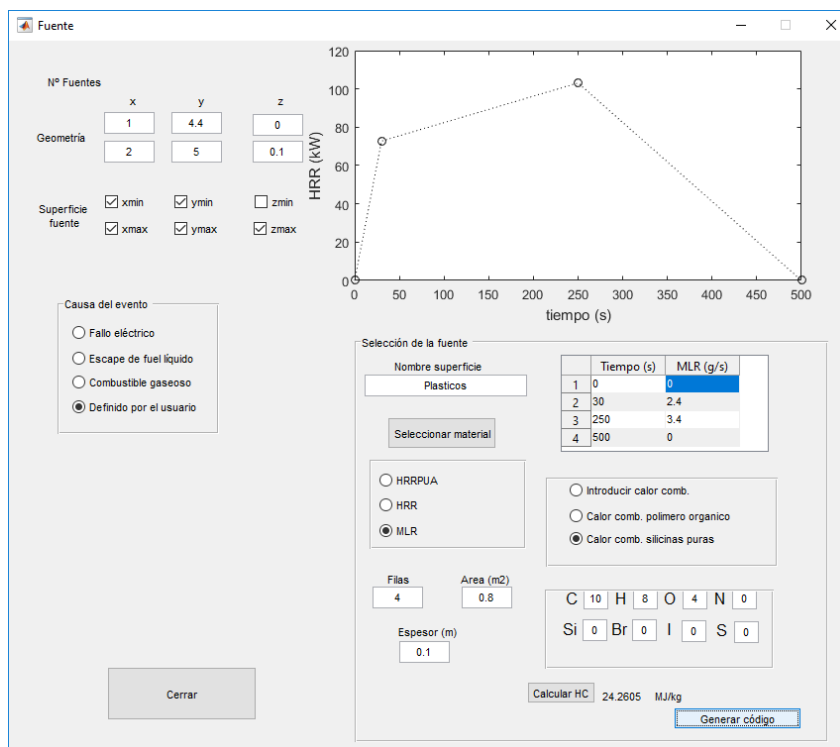 Fuente
Nº Fuentes
x y z
Geometría
1 4.4 0
2 5 0.1
Superficie fuente
xmin ymin zmin
xmax ymax zmax
120
100
80
60
40
20
0
HRR (kW)
0 50 100 150 200 250 300 350 400 450 500
tiempo (s)
Causa del evento
Fallo eléctrico
Escape de fuel líquido
Combustible gaseoso
Definido por el usuario
Selección de la fuente
Nombre superficie
Plasticos
Seleccionar material
Tiempo (s) MLR (g/s)
1 0 0
2 30 2.4
3 250 3.4
4 500 0
HRRPUA
HRR
MLR
Introducir calor comb.
Calor comb. polimero organico
Calor comb. silicinas puras
Filas Area (m2)
4 0.8
Espesor (m)
0.1
C 10 H 8 O 4 N 0
Si 0 Br 0 I 0 S 0
Calcular HC 24.2605 MJ/kg
Generar código
Cerrar